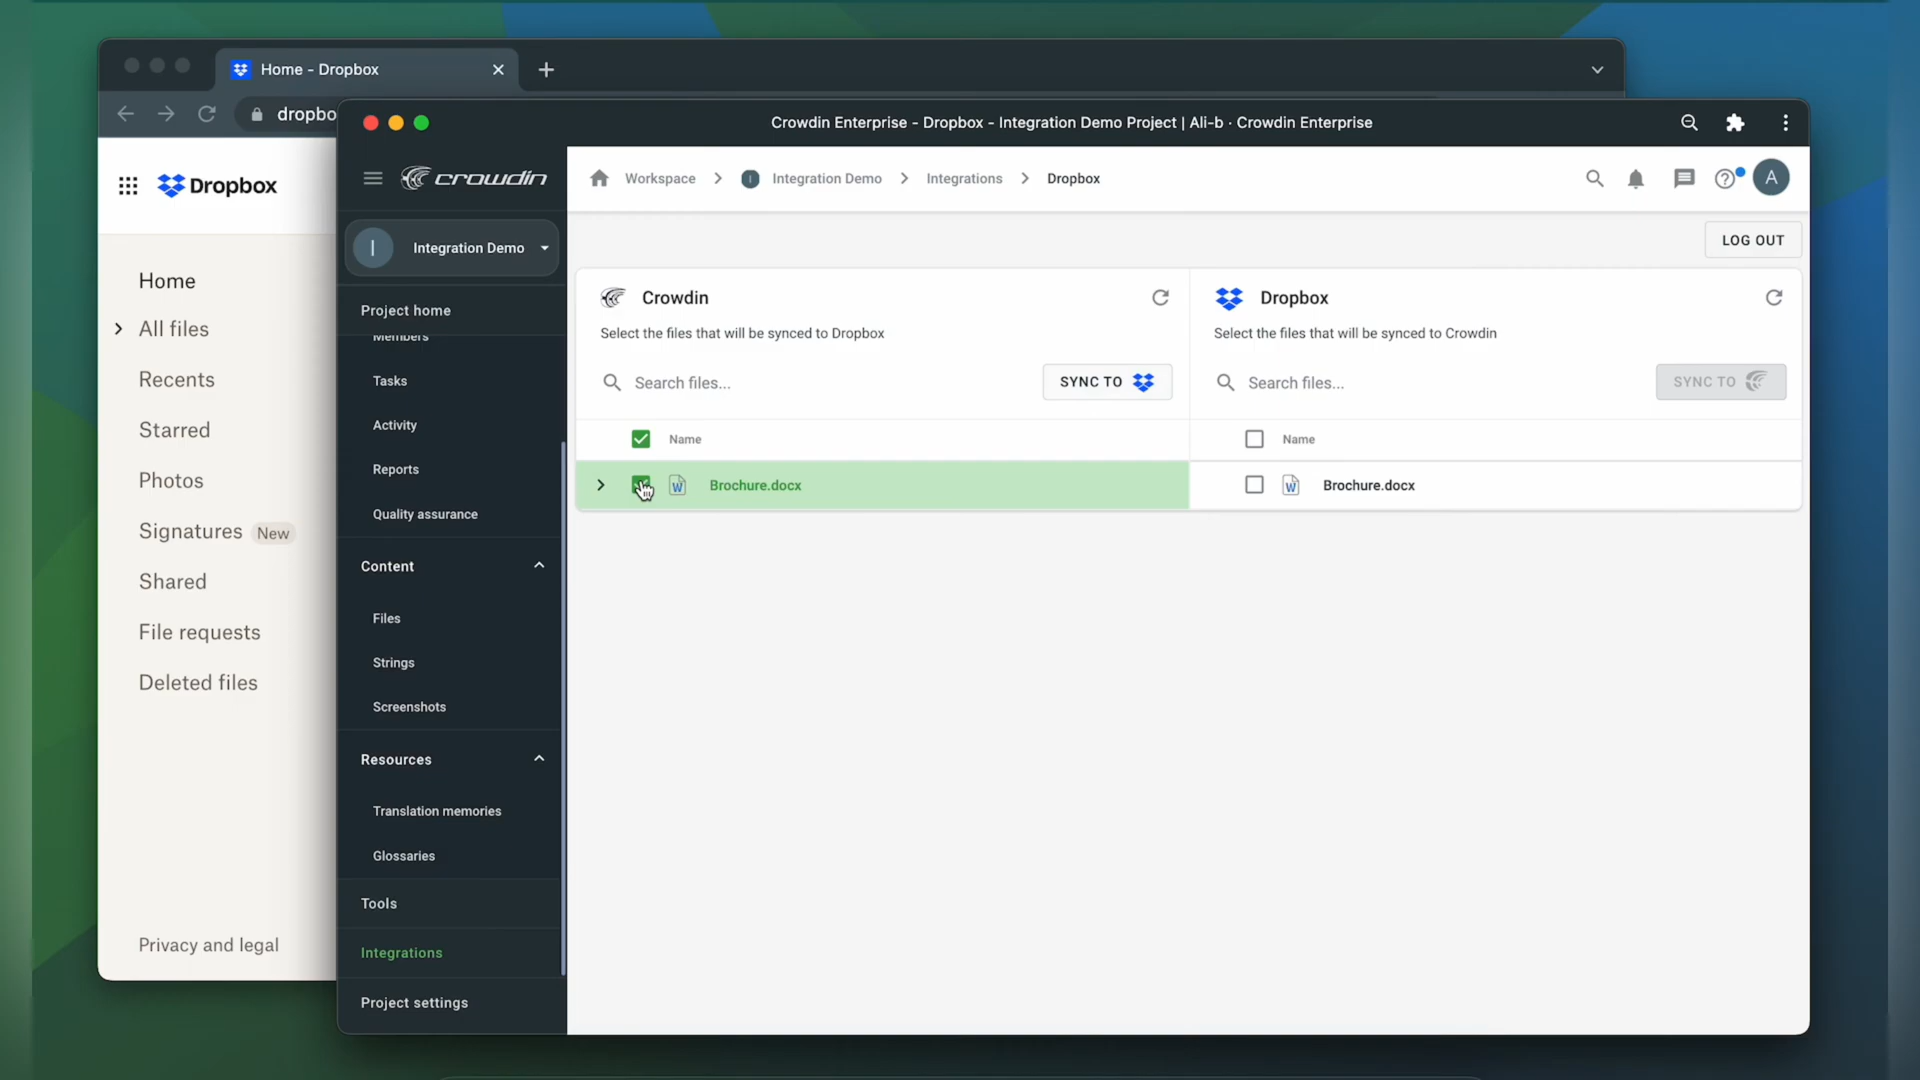 Home - Dropbox
dropbo
Dropbox
Home
All files
Recents
Starred
Photos
Signatures New
Shared
File requests
Deleted files
Privacy and legal
Crowdin Enterprise - Dropbox - Integration Demo Project | Ali-b · Crowdin Enterprise
crowdin
I Integration Demo
Project home
Members
Tasks
Activity
Reports
Quality assurance
Content
Files
Strings
Screenshots
Resources
Translation memories
Glossaries
Tools
Integrations
Project settings
Workspace > I Integration Demo > Integrations > Dropbox
A
LOG OUT
Crowdin
Select the files that will be synced to Dropbox
Search files...
SYNC TO
Name
Brochure.docx
Dropbox
Select the files that will be synced to Crowdin
Search files...
SYNC TO
Name
Brochure.docx